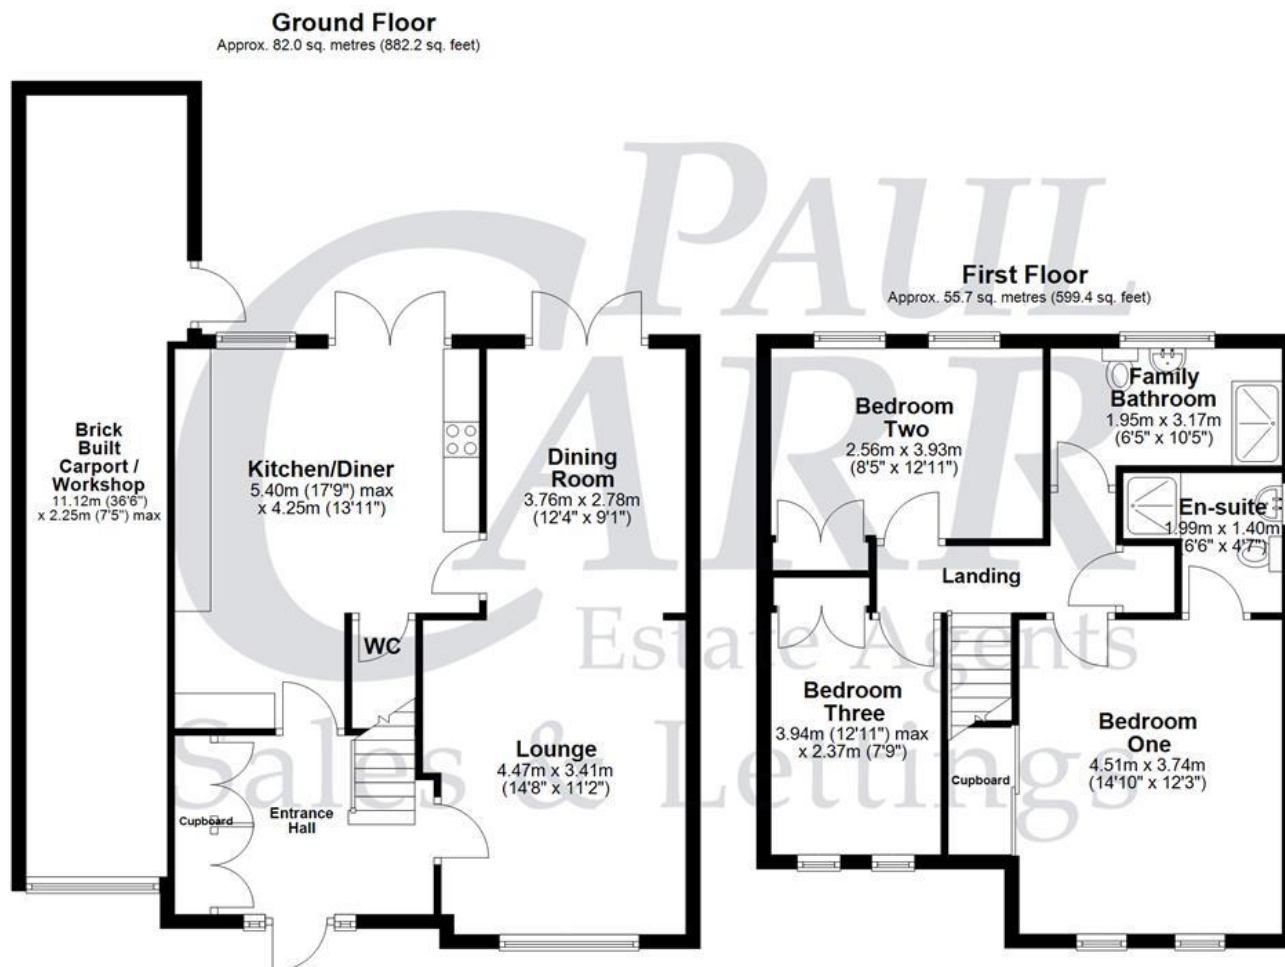 Ground Floor
Approx. 82.0 sq. metres (882.2 sq. feet)
PAUL
CARR
Estate Agents
Sales & Lettings
Brick
Built
Carport /
Workshop
11.12m (36'6")
x 2.25m (7'5") max
Kitchen/Diner
5.40m (17'9") max
x 4.25m (13'11")
Dining
Room
3.76m x 2.78m
(12'4" x 9'1")
WC
Lounge
4.47m x 3.41m
(14'8" x 11'2")
Cupboard
Entrance
Hall
First Floor
Approx. 55.7 sq. metres (599.4 sq. feet)
Bedroom
Two
2.56m x 3.93m
(8'5" x 12'11")
Family
Bathroom
1.95m x 3.17m
(6'5" x 10'5")
En-suite
1.99m x 1.40m
(6'6" x 4'7")
Landing
Bedroom
Three
3.94m (12'11") max
x 2.37m (7'9")
Cupboard
Bedroom
One
4.51m x 3.74m
(14'10" x 12'3")